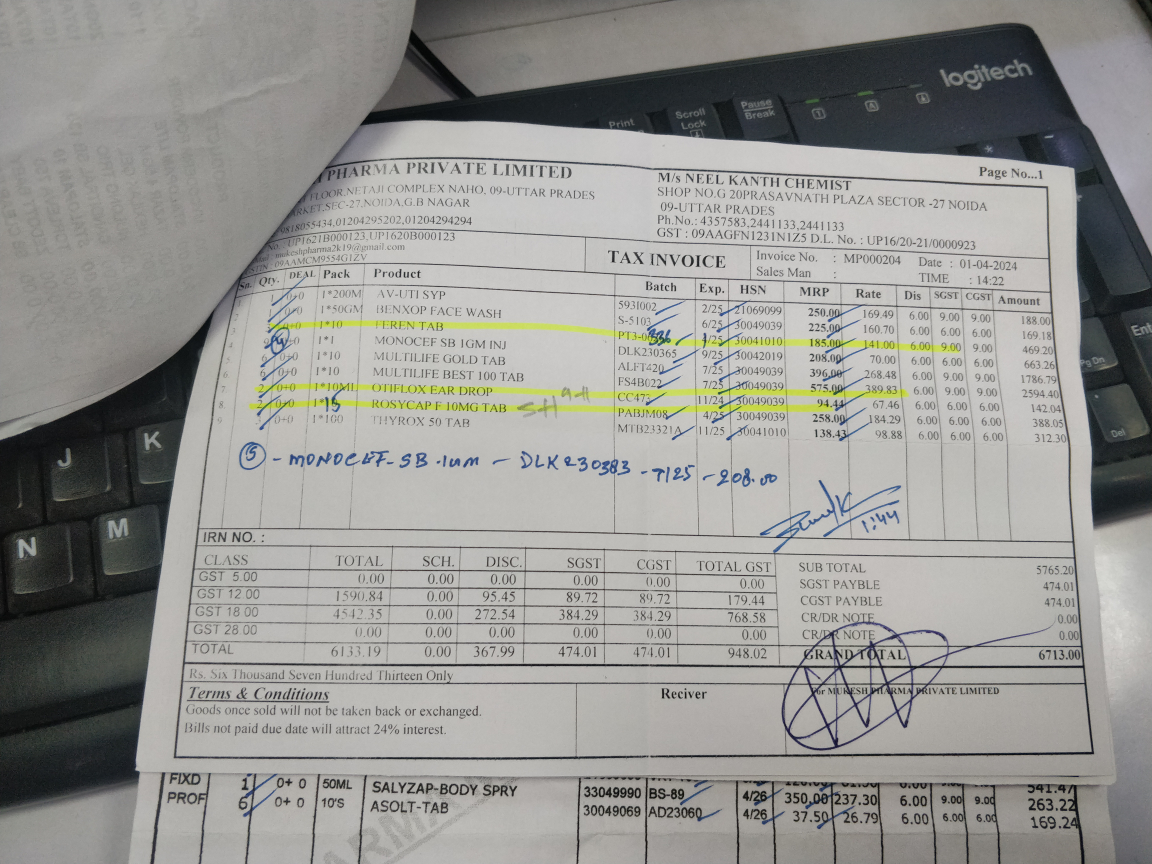 PHARMA PRIVATE LIMITED
FLOOR,NETAJI COMPLEX NAHO, 09-UTTAR PRADES
MARKET,SEC-27,NOIDA,G.B NAGAR
9818055434,01204295202,01204294294
No. UP1621B000123,UP1620B000123
mukeshpharma2k19@gmail.com
GSTIN : 09AAMCM9554G1ZV
Page No...1
M/s NEEL KANTH CHEMIST
SHOP NO.G 20PRASAVNATH PLAZA SECTOR -27 NOIDA
09-UTTAR PRADES
Ph.No.: 4357583,2441133,2441133
GST : 09AAGFN1231N1Z5 D.L. No. : UP16/20-21/0000923
TAX INVOICE
Invoice No. : MP000204 Date : 01-04-2024
Sales Man : TIME : 14:22
Sn. Qty. DEAL Pack Product Batch Exp. HSN MRP Rate Dis SGST CGST Amount
0+0 1*200M AV-UTI SYP 593I002 2/25 21069099 250.00 169.49 6.00 9.00 9.00 188.00
0+0 1*50GM BENXOP FACE WASH S-5103 6/25 30049039 225.00 160.70 6.00 6.00 6.00 169.18
0+0 1*10 FEREN TAB PT3-0336 1/25 30041010 185.00 141.00 6.00 9.00 9.00 469.20
4 1*1 MONOCEF SB 1GM INJ DLK230365 9/25 30042019 208.00 70.00 6.00 6.00 6.00 663.26
6 0+0 1*10 MULTILIFE GOLD TAB ALFT420 7/25 30049039 396.00 268.48 6.00 9.00 9.00 1786.79
6 0+0 1*10 MULTILIFE BEST 100 TAB FS4B022 7/25 30049039 575.00 389.83 6.00 9.00 9.00 2594.40
7 2 0+0 1*10ML OTIFLOX EAR DROP CC473 11/24 30049039 94.44 67.46 6.00 6.00 6.00 142.04
8. 2 0+0 1*15 ROSYCAP F 10MG TAB PABJM08 4/25 30049039 258.00 184.29 6.00 6.00 6.00 388.05
9 0+0 1*100 THYROX 50 TAB MTB23321A 11/25 30041010 138.43 98.88 6.00 6.00 6.00 312.30
5 - MONOCEF-SB.1GM - DLK230383 - 7/25 - 208.00
1:44
IRN NO. :
CLASS TOTAL SCH. DISC. SGST CGST TOTAL GST
GST 5.00 0.00 0.00 0.00 0.00 0.00 0.00
GST 12.00 1590.84 0.00 95.45 89.72 89.72 179.44
GST 18.00 4542.35 0.00 272.54 384.29 384.29 768.58
GST 28.00 0.00 0.00 0.00 0.00 0.00 0.00
TOTAL 6133.19 0.00 367.99 474.01 474.01 948.02
SUB TOTAL 5765.20
SGST PAYBLE 474.01
CGST PAYBLE 474.01
CR/DR NOTE 0.00
CR/DR NOTE 0.00
GRAND TOTAL 6713.00
Rs. Six Thousand Seven Hundred Thirteen Only
Terms & Conditions
Goods once sold will not be taken back or exchanged.
Bills not paid due date will attract 24% interest.
Reciver
For MUKESH PHARMA PRIVATE LIMITED
FIXD 1 0+ 0 50ML SALYZAP-BODY SPRY 33049990 BS-89 4/26 350.00 237.30 6.00 9.00 9.00 263.22
PROF 6 0+ 0 10'S ASOLT-TAB 30049069 AD23060 4/26 37.50 26.79 6.00 6.00 6.00 169.24
541.47
logitech
Print
Scroll Lock
Pause Break
1
A
PgDn
Del
J
K
N
M